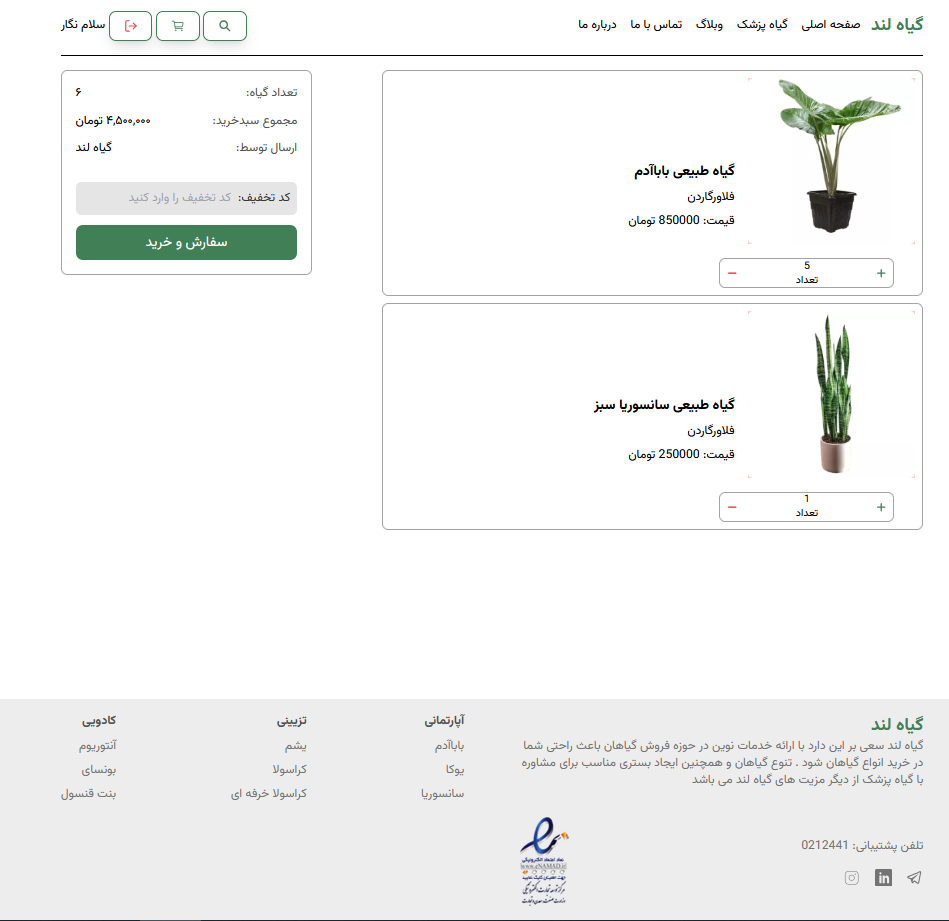 گیاه لند
صفحه اصلی
گیاه پزشک
وبلاگ
تماس با ما
درباره ما
سلام نگار
گیاه طبیعی باباآدم
فلاورگاردن
قیمت: 850000 تومان
5
تعداد
گیاه طبیعی سانسوریا سبز
فلاورگاردن
قیمت: 250000 تومان
1
تعداد
تعداد گیاه: ۶
مجموع سبدخرید: ۴,۵۰۰,۰۰۰ تومان
ارسال توسط: گیاه لند
کد تخفیف: کد تخفیف را وارد کنید
سفارش و خرید
گیاه لند
گیاه لند سعی بر این دارد با ارائه خدمات نوین در حوزه فروش گیاهان باعث راحتی شما
در خرید انواع گیاهان شود . تنوع گیاهان و همچنین ایجاد بستری مناسب برای مشاوره
با گیاه پزشک از دیگر مزیت های گیاه لند می باشد
تلفن پشتیبانی: 0212441
آپارتمانی
باباآدم
یوکا
سانسوریا
تزیینی
یشم
کراسولا
کراسولا خرفه ای
کادویی
آنتوریوم
بونسای
بنت قنسول
نماد اعتماد الکترونیکی
www.eNAMAD.ir